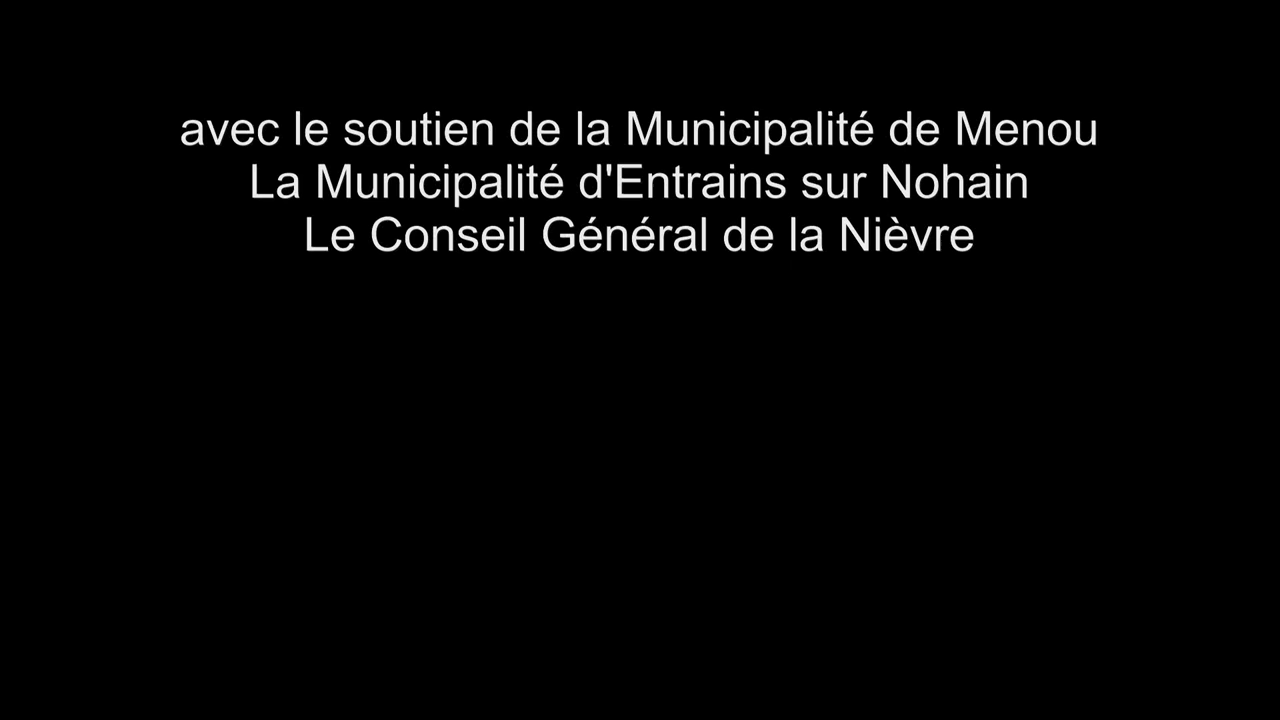 avec le soutien de la Municipalité de Menou
La Municipalité d'Entrains sur Nohain
Le Conseil Général de la Nièvre